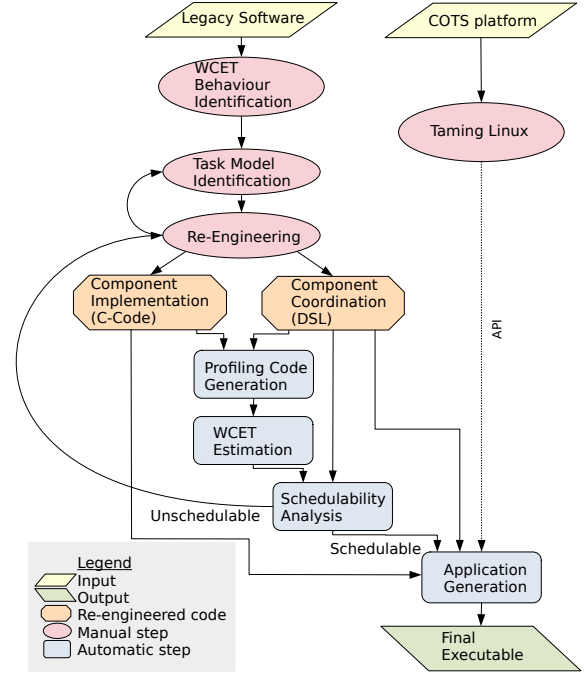 Legacy Software
COTS platform
WCET
Behaviour
Identification
Taming Linux
Task Model
Identification
Re-Engineering
Component
Implementation
(C-Code)
Component
Coordination
(DSL)
API
Profiling Code
Generation
WCET
Estimation
Schedulability
Analysis
Unschedulable
Schedulable
Application
Generation
Legend
Input
Output
Re-engineered code
Manual step
Automatic step
Final
Executable